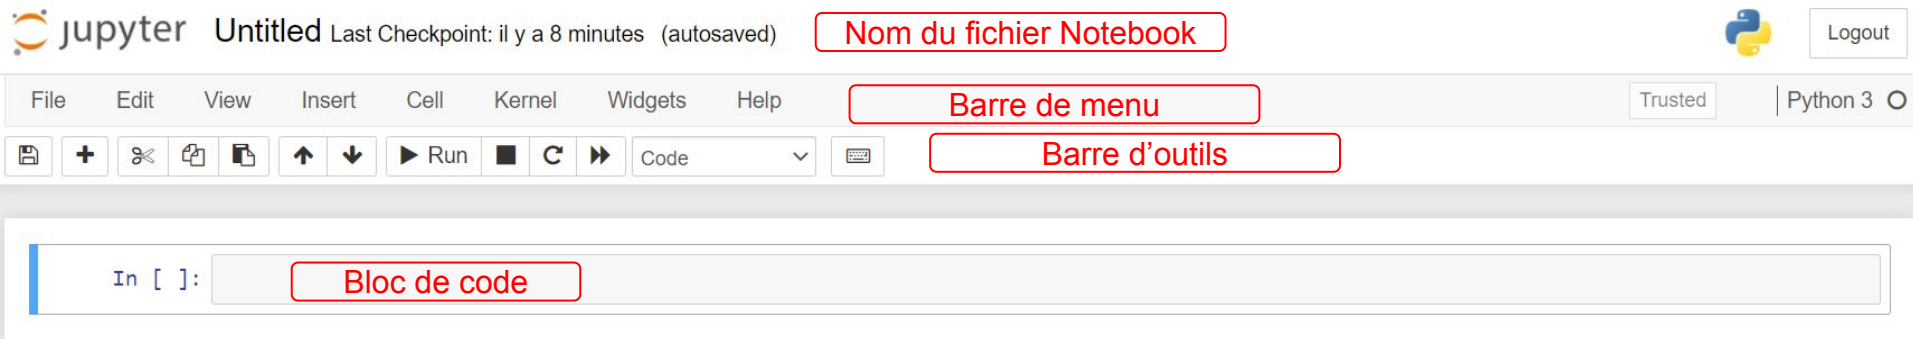 jupyter Untitled Last Checkpoint: il y a 8 minutes (autosaved) Nom du fichier Notebook Logout
File Edit View Insert Cell Kernel Widgets Help Barre de menu Trusted Python 3
Run Code Barre d'outils
In [ ]: Bloc de code